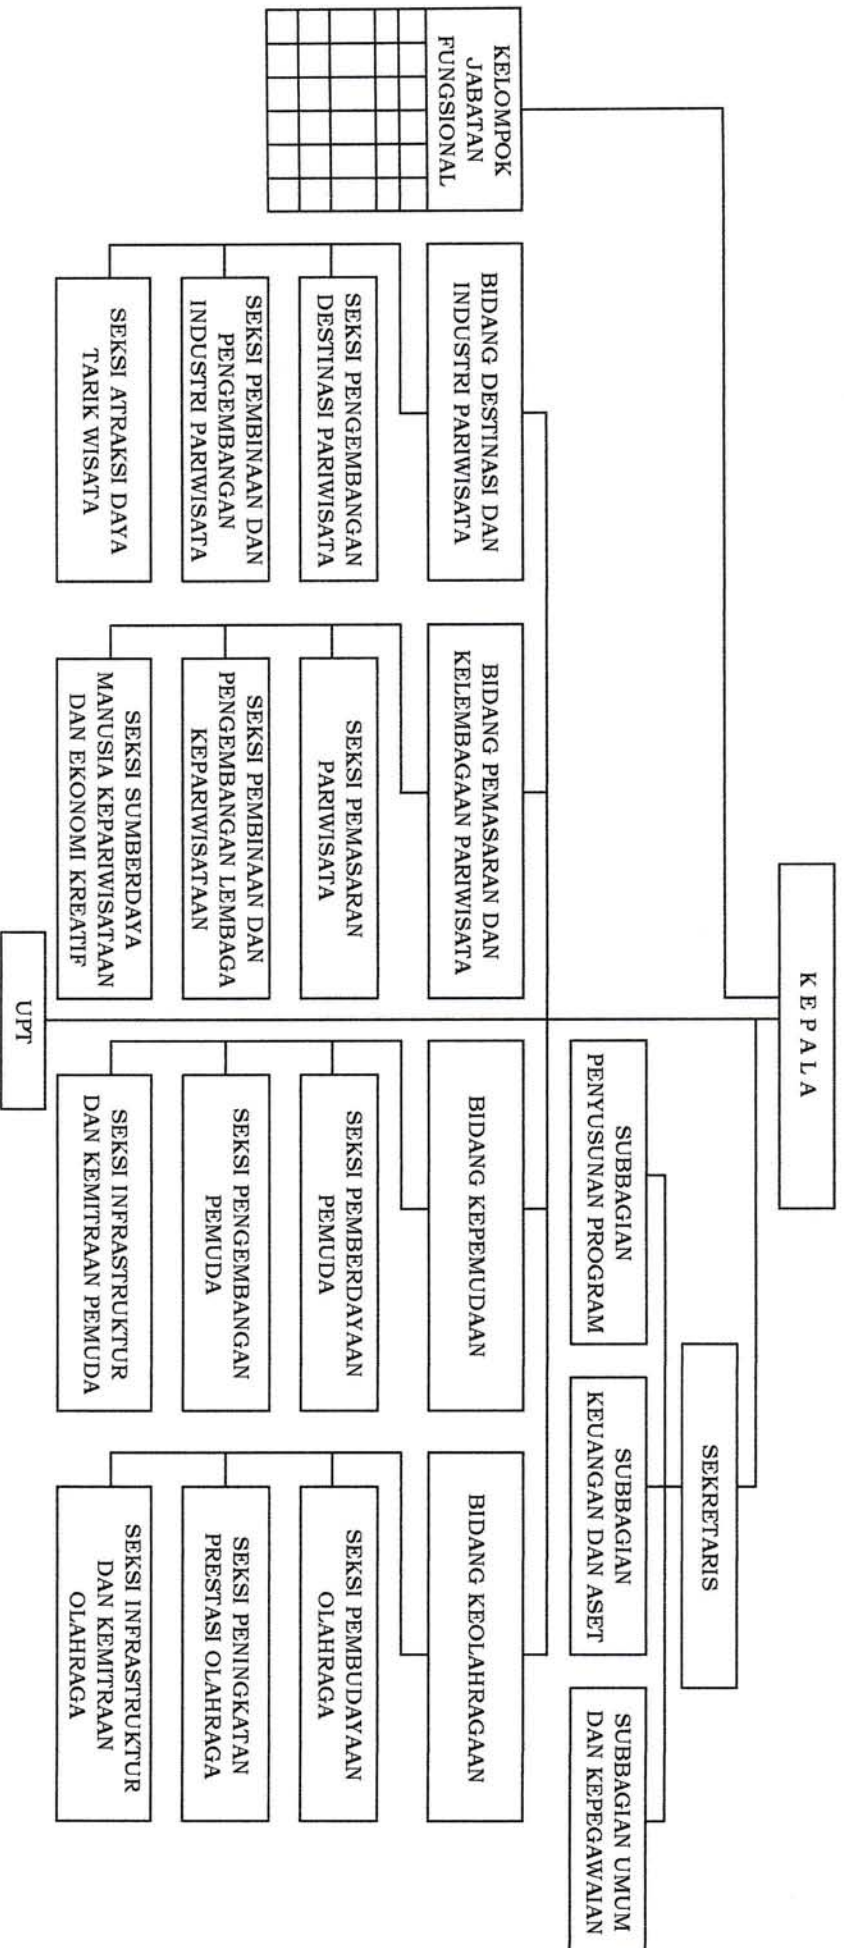 K E P A L A
SEKRETARIS
SUBBAGIAN
PENYUSUNAN PROGRAM
SUBBAGIAN
KEUANGAN DAN ASET
SUBBAGIAN UMUM
DAN KEPEGAWAIAN
KELOMPOK
JABATAN
FUNGSIONAL
BIDANG DESTINASI DAN
INDUSTRI PARIWISATA
SEKSI PENGEMBANGAN
DESTINASI PARIWISATA
SEKSI PEMBINAAN DAN
PENGEMBANGAN
INDUSTRI PARIWISATA
SEKSI ATRAKSI DAYA
TARIK WISATA
BIDANG PEMASARAN DAN
KELEMBAGAAN PARIWISATA
SEKSI PEMASARAN
PARIWISATA
SEKSI PEMBINAAN DAN
PENGEMBANGAN LEMBAGA
KEPARIWISATAAN
SEKSI SUMBERDAYA
MANUSIA KEPARIWISATAAN
DAN EKONOMI KREATIF
BIDANG KEPEMUDAAN
SEKSI PEMBERDAYAAN
PEMUDA
SEKSI PENGEMBANGAN
PEMUDA
SEKSI INFRASTRUKTUR
DAN KEMITRAAN PEMUDA
BIDANG KEOLAHRAGAAN
SEKSI PEMBUDAYAAN
OLAHRAGA
SEKSI PENINGKATAN
PRESTASI OLAHRAGA
SEKSI INFRASTRUKTUR
DAN KEMITRAAN
OLAHRAGA
UPT